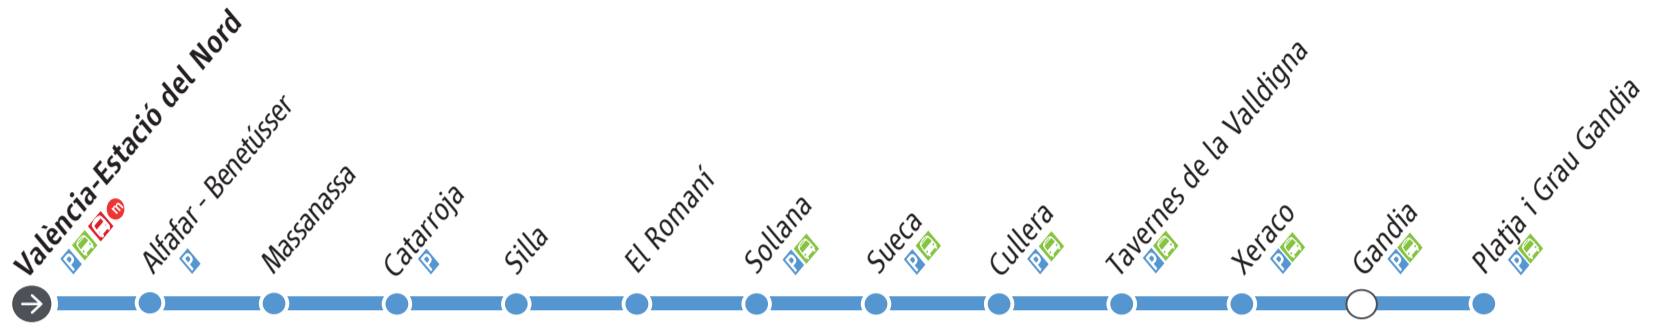 València-Estació del Nord
P m
Alfafar - Benetússer
P
Massanassa
Catarroja
P
Silla
El Romaní
Sollana
P
Sueca
P
Cullera
P
Tavernes de la Valldigna
P
Xeraco
P
Gandia
P
Platja i Grau Gandia
P